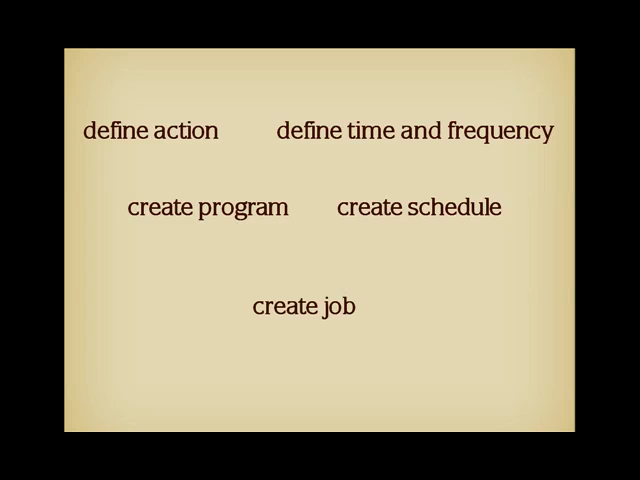 define action define time and frequency
create program create schedule
create job